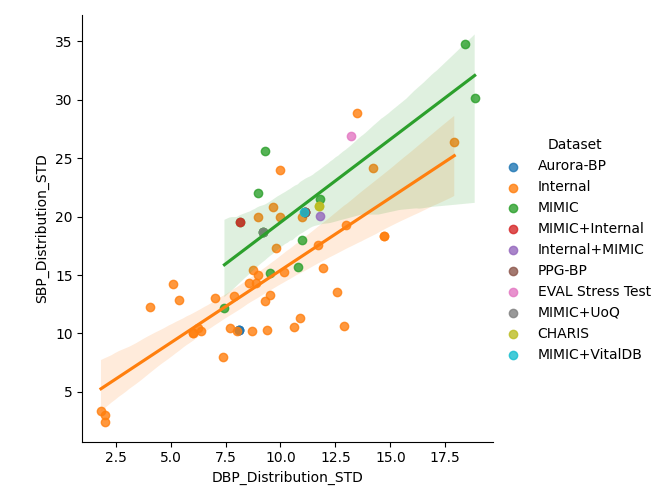 SBP_Distribution_STD
35
30
25
20
15
10
5
2.5 5.0 7.5 10.0 12.5 15.0 17.5
DBP_Distribution_STD
Dataset
Aurora-BP
Internal
MIMIC
MIMIC+Internal
Internal+MIMIC
PPG-BP
EVAL Stress Test
MIMIC+UoQ
CHARIS
MIMIC+VitalDB